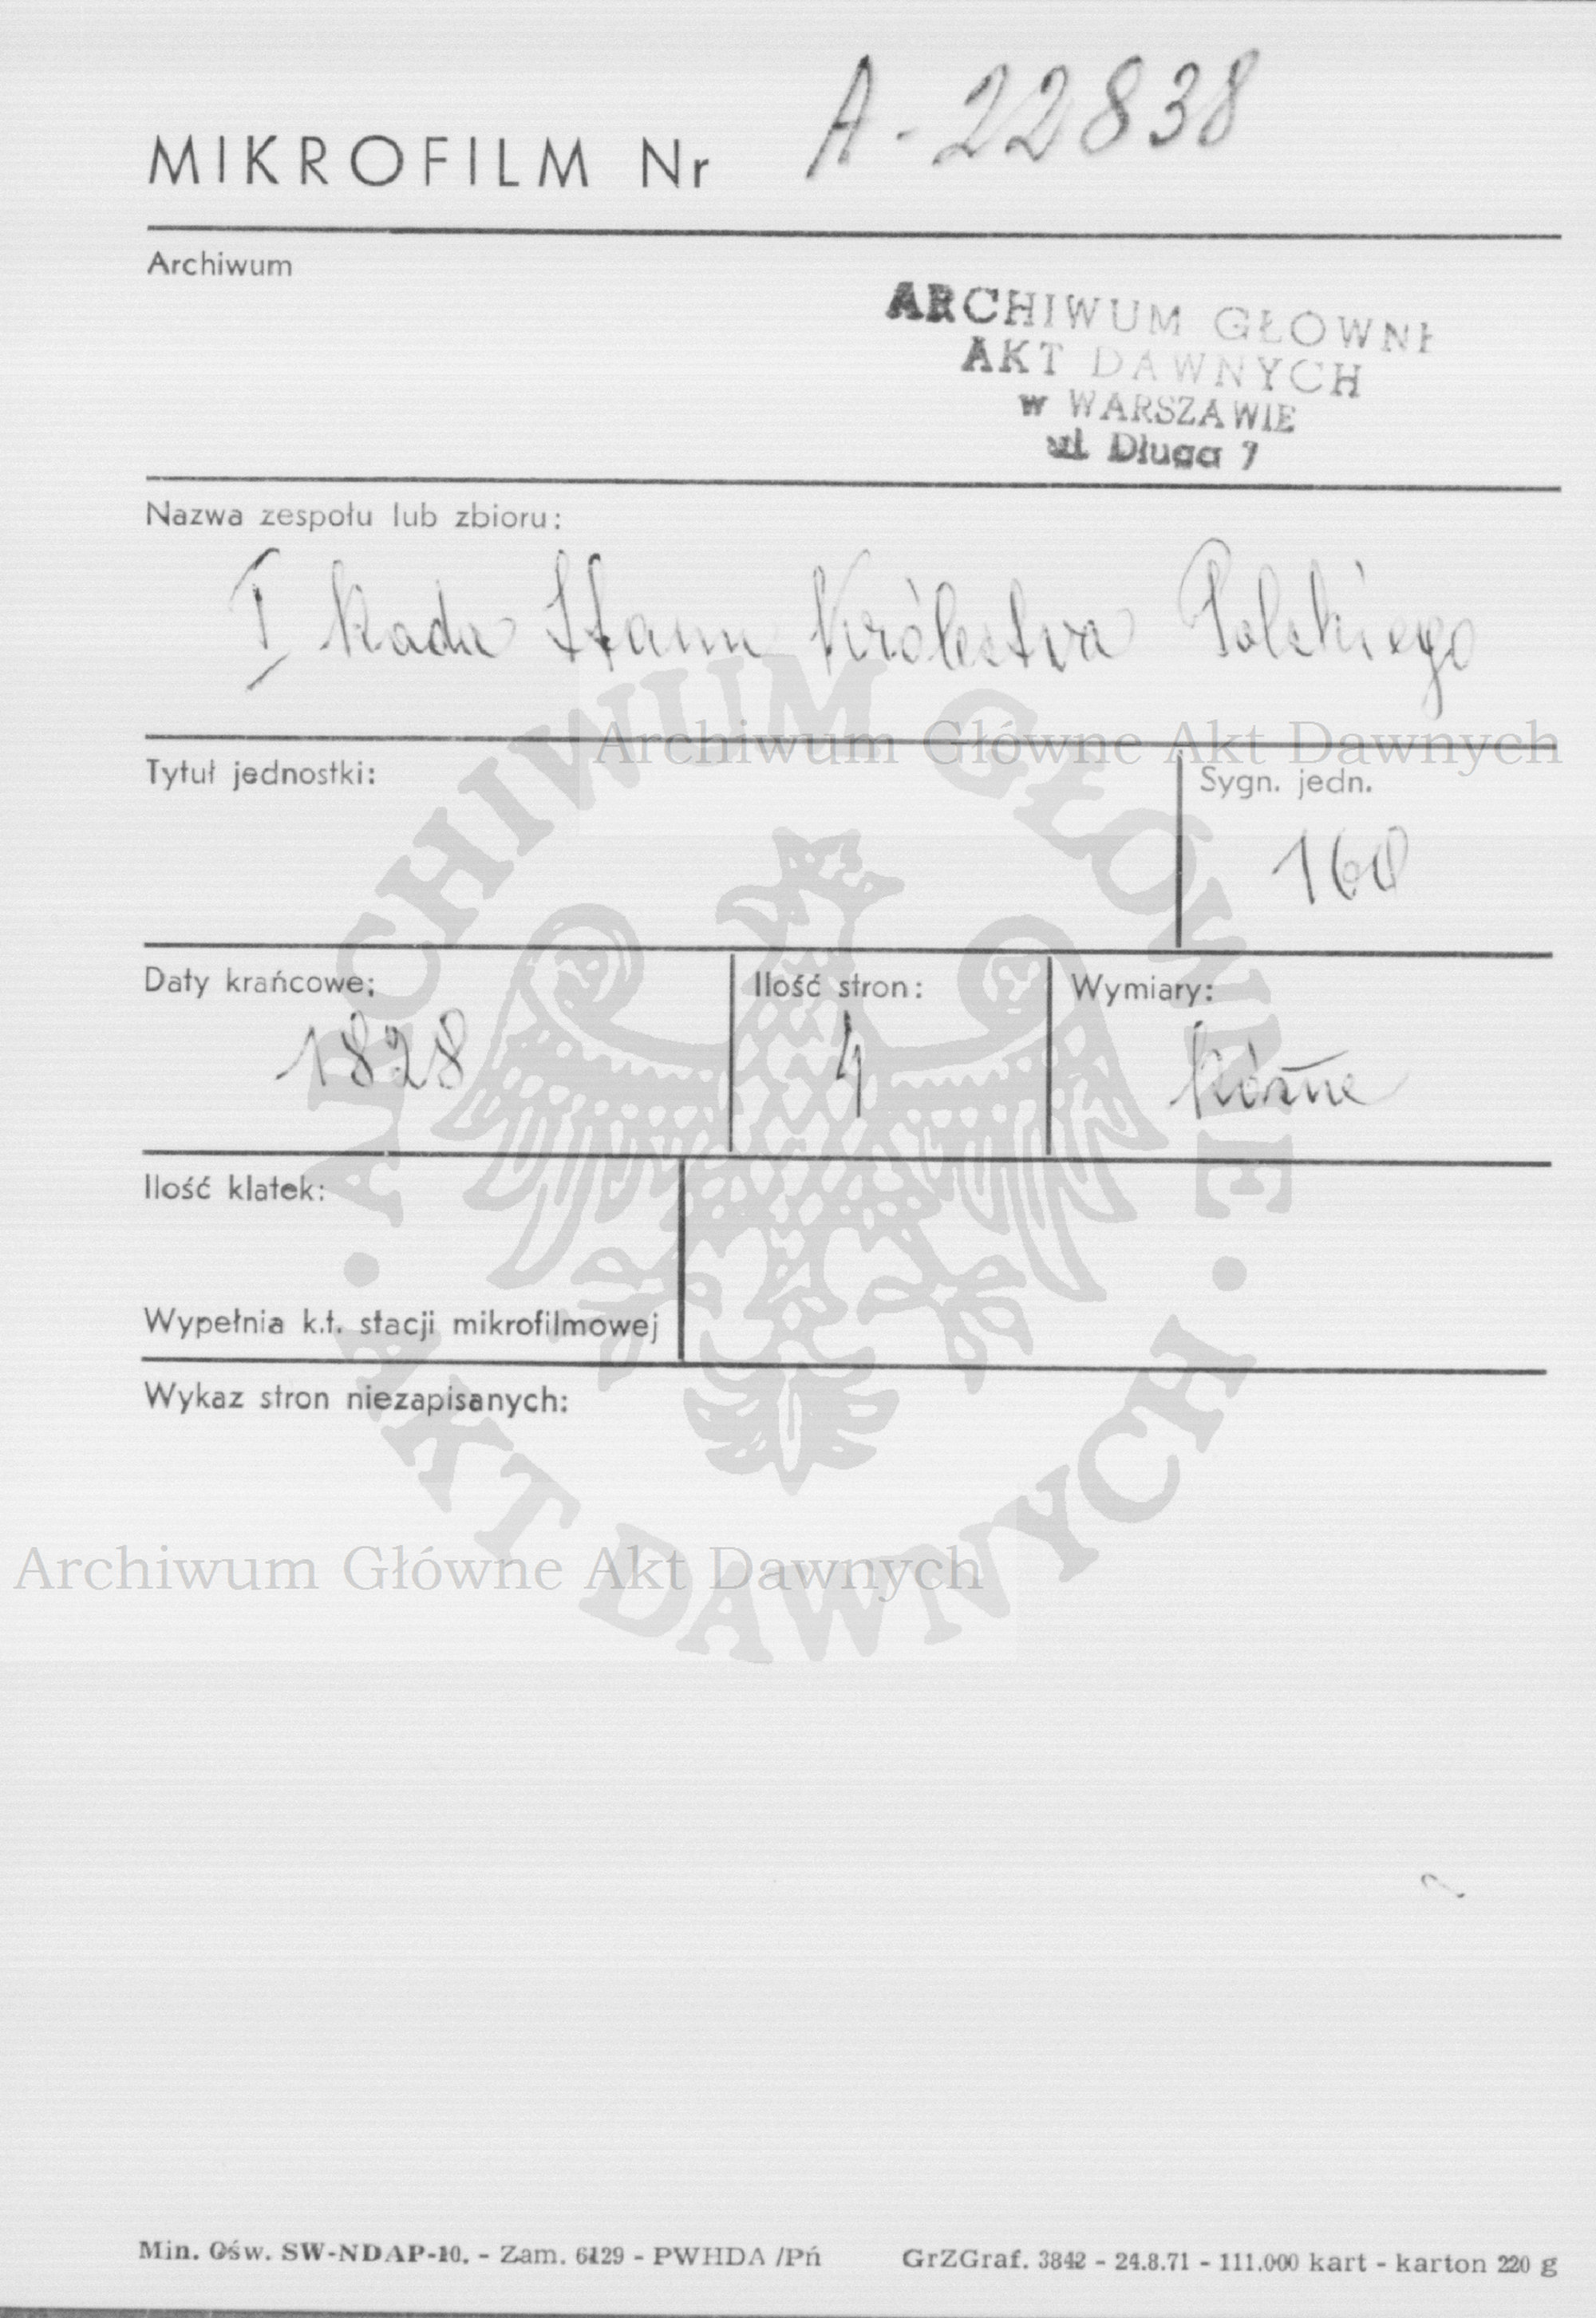 A-22838
MIKROFILM Nr
Archiwum
ARCHIWUM GŁÓWNE
AKT DAWNYCH
w WARSZAWIE
ul. Długa 7
Nazwa zespołu lub zbioru:
I Rada Stanu Królestwa Polskiego
Archiwum Główne Akt Dawnych
Tytuł jednostki:
Sygn. jedn.
160
Daty krańcowe:
Ilość stron:
Wymiary:
1828
4
Różne
Ilość klatek:
Wypełnia k.t. stacji mikrofilmowej
Wykaz stron niezapisanych:
ARCHIWUM GŁÓWNE · AKT DAWNYCH ·
Archiwum Główne Akt Dawnych
Min. Ośw. SW-NDAP-10. - Zam. 6129 - PWHDA /Pń
GrZGraf. 3842 - 24.8.71 - 111.000 kart - karton 220 g